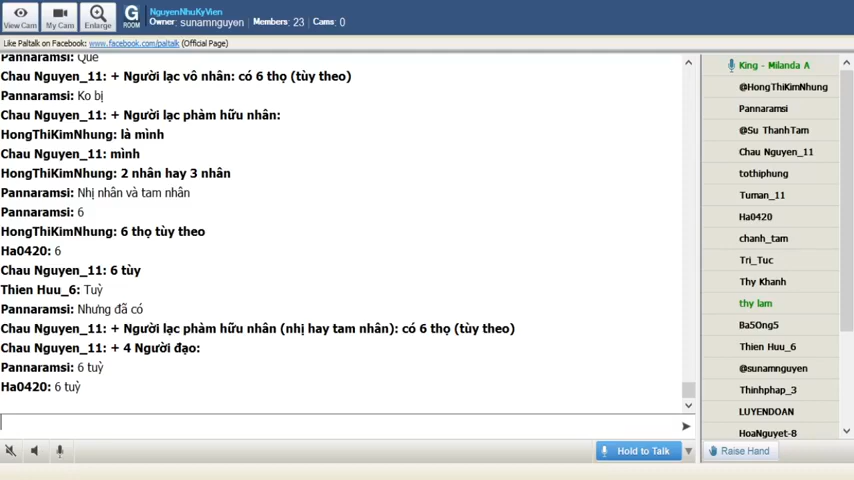 NguyenNhuKyVien
View Cam
My Cam
Enlarge
G
ROOM
Owner: sunamnguyen Members: 23 Cams: 0
Like Paltalk on Facebook: www.facebook.com/paltalk (Official Page)
Pannaramsi: Quẻ
Chau Nguyen_11: + Người lạc vô nhân: có 6 thọ (tùy theo)
Pannaramsi: Ko bị
Chau Nguyen_11: + Người lạc phàm hữu nhân:
HongThiKimNhung: là mình
Chau Nguyen_11: mình
HongThiKimNhung: 2 nhân hay 3 nhân
Pannaramsi: Nhị nhân và tam nhân
Pannaramsi: 6
HongThiKimNhung: 6 thọ tùy theo
Ha0420: 6
Chau Nguyen_11: 6 tùy
Thien Huu_6: Tuỳ
Pannaramsi: Nhưng đã có
Chau Nguyen_11: + Người lạc phàm hữu nhân (nhị hay tam nhân): có 6 thọ (tùy theo)
Chau Nguyen_11: + 4 Người đạo:
Pannaramsi: 6 tuỳ
Ha0420: 6 tuỳ
King - Milanda A
@HongThiKimNhung
Pannaramsi
@Su ThanhTam
Chau Nguyen_11
tothiphung
Tuman_11
Ha0420
chanh_tam
Tri_Tuc
Thy Khanh
thy lam
Ba5Ong5
Thien Huu_6
@sunamnguyen
Thinhphap_3
LUYENDOAN
HoaNguyet-8
Hold to Talk
Raise Hand